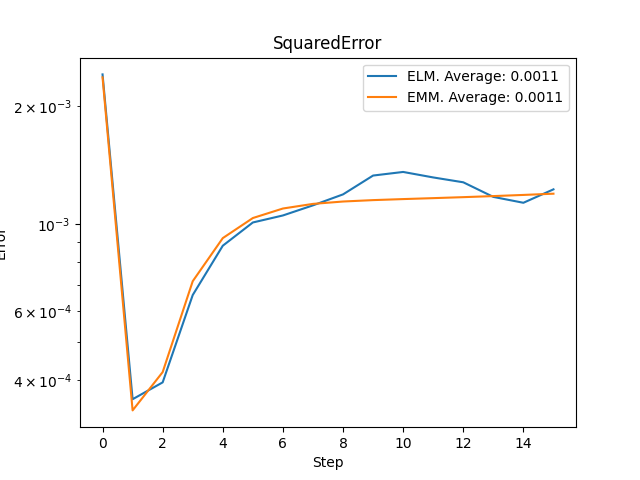 SquaredError
ELM. Average: 0.0011
EMM. Average: 0.0011
2 × 10⁻³
10⁻³
6 × 10⁻⁴
4 × 10⁻⁴
Error
0 2 4 6 8 10 12 14
Step